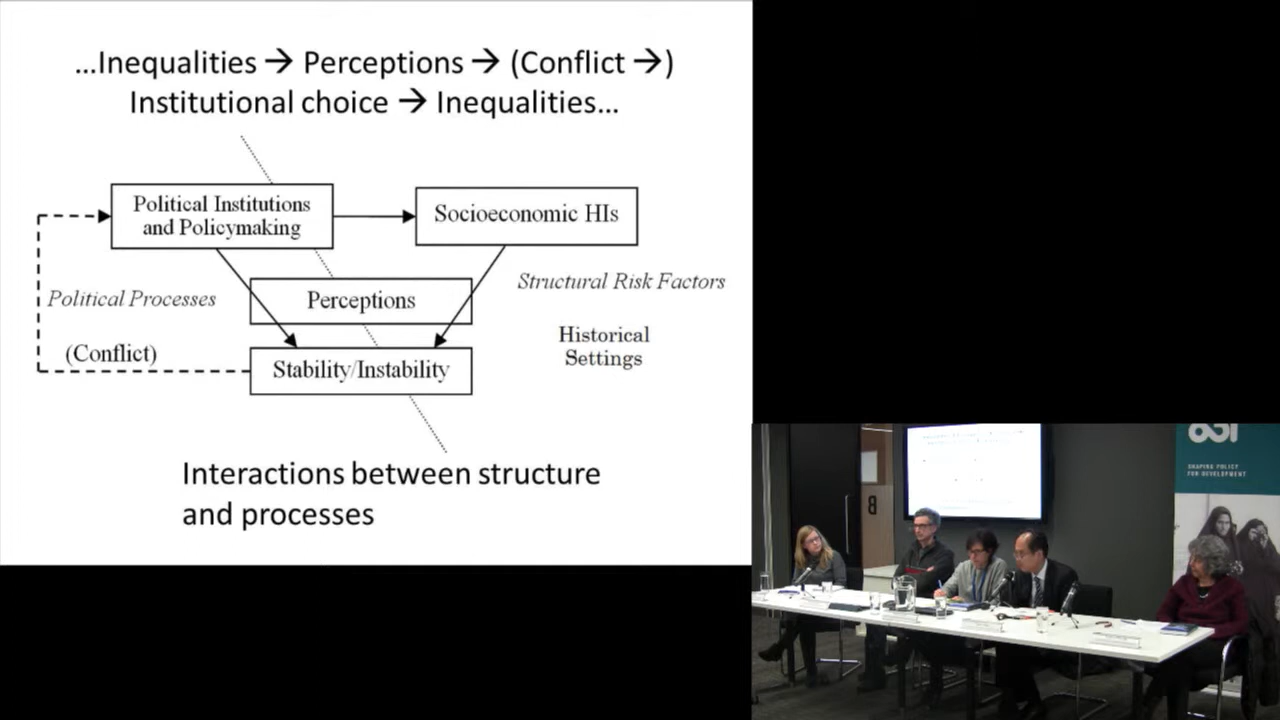 ...Inequalities → Perceptions → (Conflict →)
Institutional choice → Inequalities...
Political Institutions
and Policymaking
Socioeconomic HIs
Structural Risk Factors
Political Processes
Perceptions
Historical
Settings
(Conflict)
Stability/Instability
Interactions between structure
and processes
SHAPING POLICY
FOR DEVELOPMENT